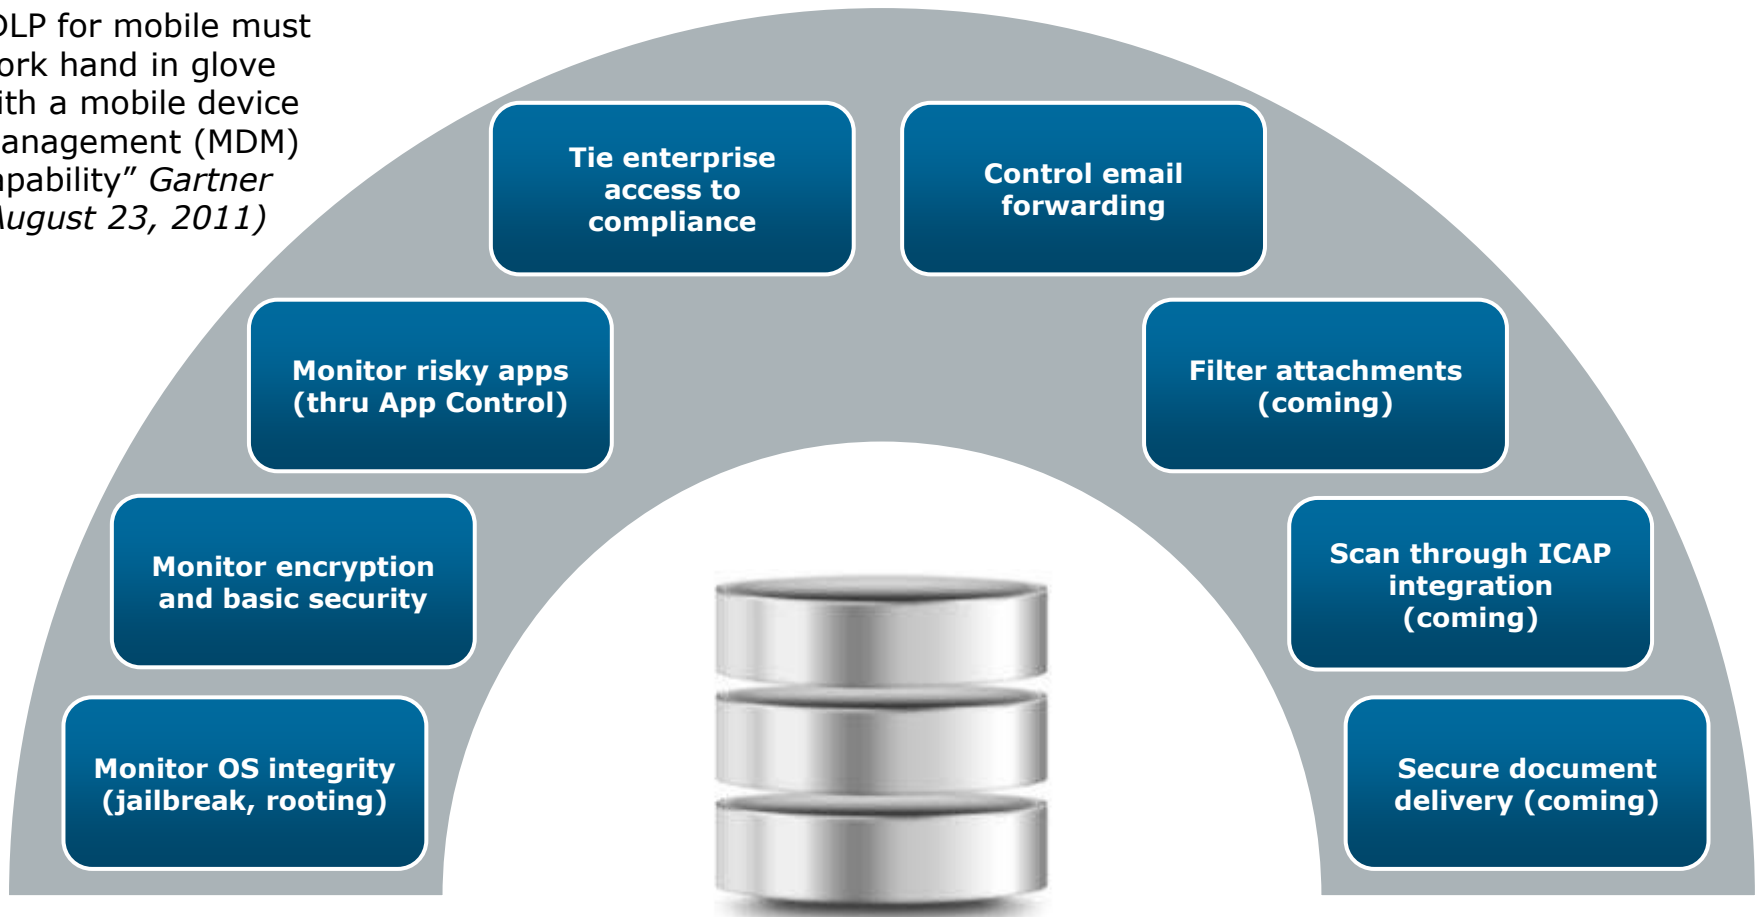 DLP for mobile must
ork hand in glove
ith a mobile device
anagement (MDM)
apability” Gartner
August 23, 2011)
Tie enterprise
access to
compliance
Control email
forwarding
Monitor risky apps
(thru App Control)
Filter attachments
(coming)
Monitor encryption
and basic security
Scan through ICAP
integration
(coming)
Monitor OS integrity
(jailbreak, rooting)
Secure document
delivery (coming)